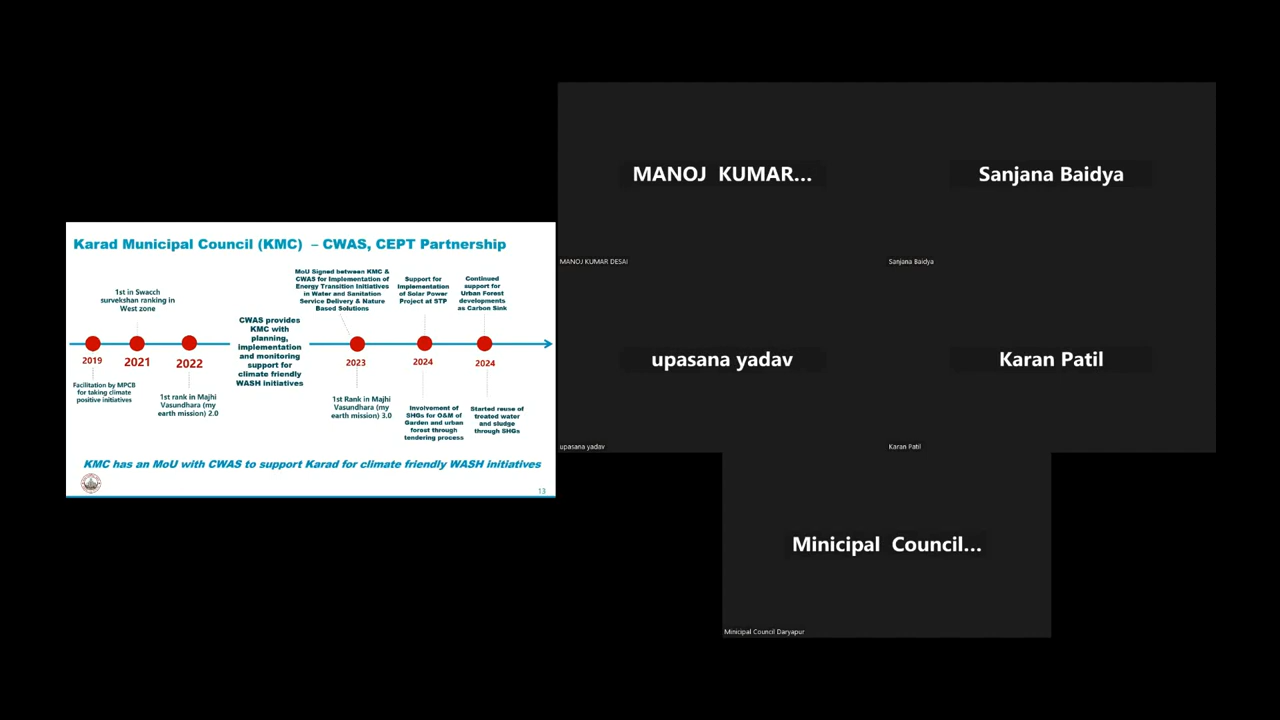 Karad Municipal Council (KMC) – CWAS, CEPT Partnership
1st in Swacch
survekshan ranking in
West zone
MoU Signed between KMC &
CWAS for Implementation of
Energy Transition Initiatives
in Water and Sanitation
Service Delivery & Nature
Based Solutions
Support for
Implementation
of Solar Power
Project at STP
Continued
support for
Urban Forest
developments
as Carbon Sink
CWAS provides
KMC with
planning,
implementation
and monitoring
support for
climate friendly
WASH initiatives
2019
2021
2022
2023
2024
2024
Facilitation by MPCB
for taking climate
positive initiatives
1st rank in Majhi
Vasundhara (my
earth mission) 2.0
1st Rank in Majhi
Vasundhara (my
earth mission) 3.0
Involvement of
SHGs for O&M of
Garden and urban
forest through
tendering process
Started reuse of
treated water
and sludge
through SHGs
KMC has an MoU with CWAS to support Karad for climate friendly WASH initiatives
13
MANOJ KUMAR...
MANOJ KUMAR DESAI
Sanjana Baidya
Sanjana Baidya
upasana yadav
upasana yadav
Karan Patil
Karan Patil
Minicipal Council...
Minicipal Council Daryapur